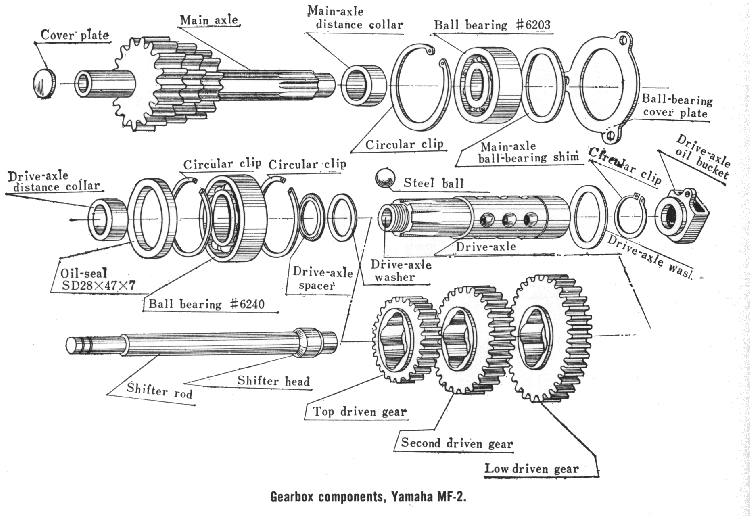 Cover plate
Main axle
Main-axle
distance collar
Ball bearing #6203
Circular clip
Main-axle
ball-bearing shim
Ball-bearing
cover plate
Drive-axle
distance collar
Circular clip
Circular clip
Steel ball
Circular clip
Drive-axle
oil bucket
Oil-seal
SD28×47×7
Ball bearing #6240
Drive-axle
spacer
Drive-axle
washer
Drive-axle
Drive-axle wasl.
Shifter rod
Shifter head
Top driven gear
Second driven gear
Low driven gear
Gearbox components, Yamaha MF-2.